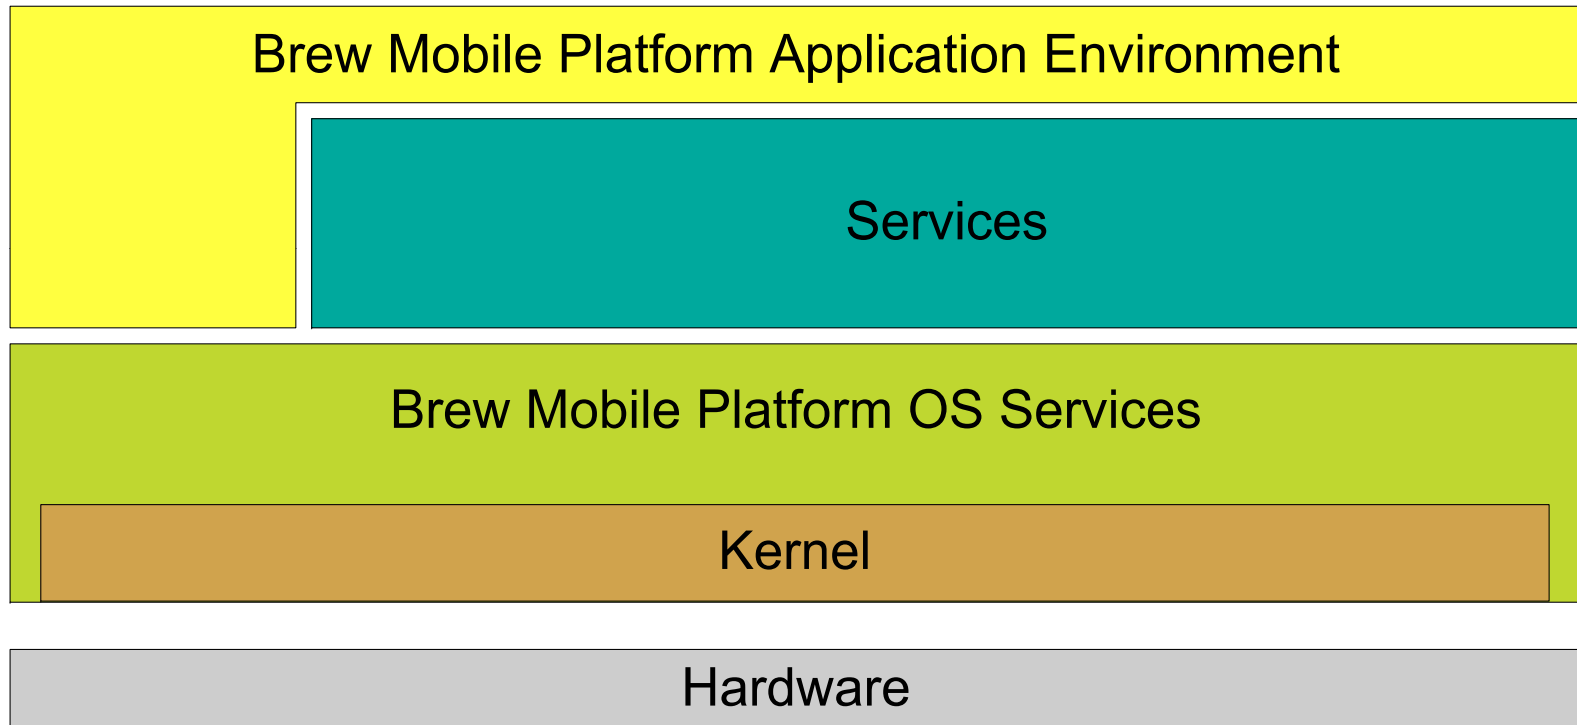 Brew Mobile Platform Application Environment
Services
Brew Mobile Platform OS Services
Kernel
Hardware